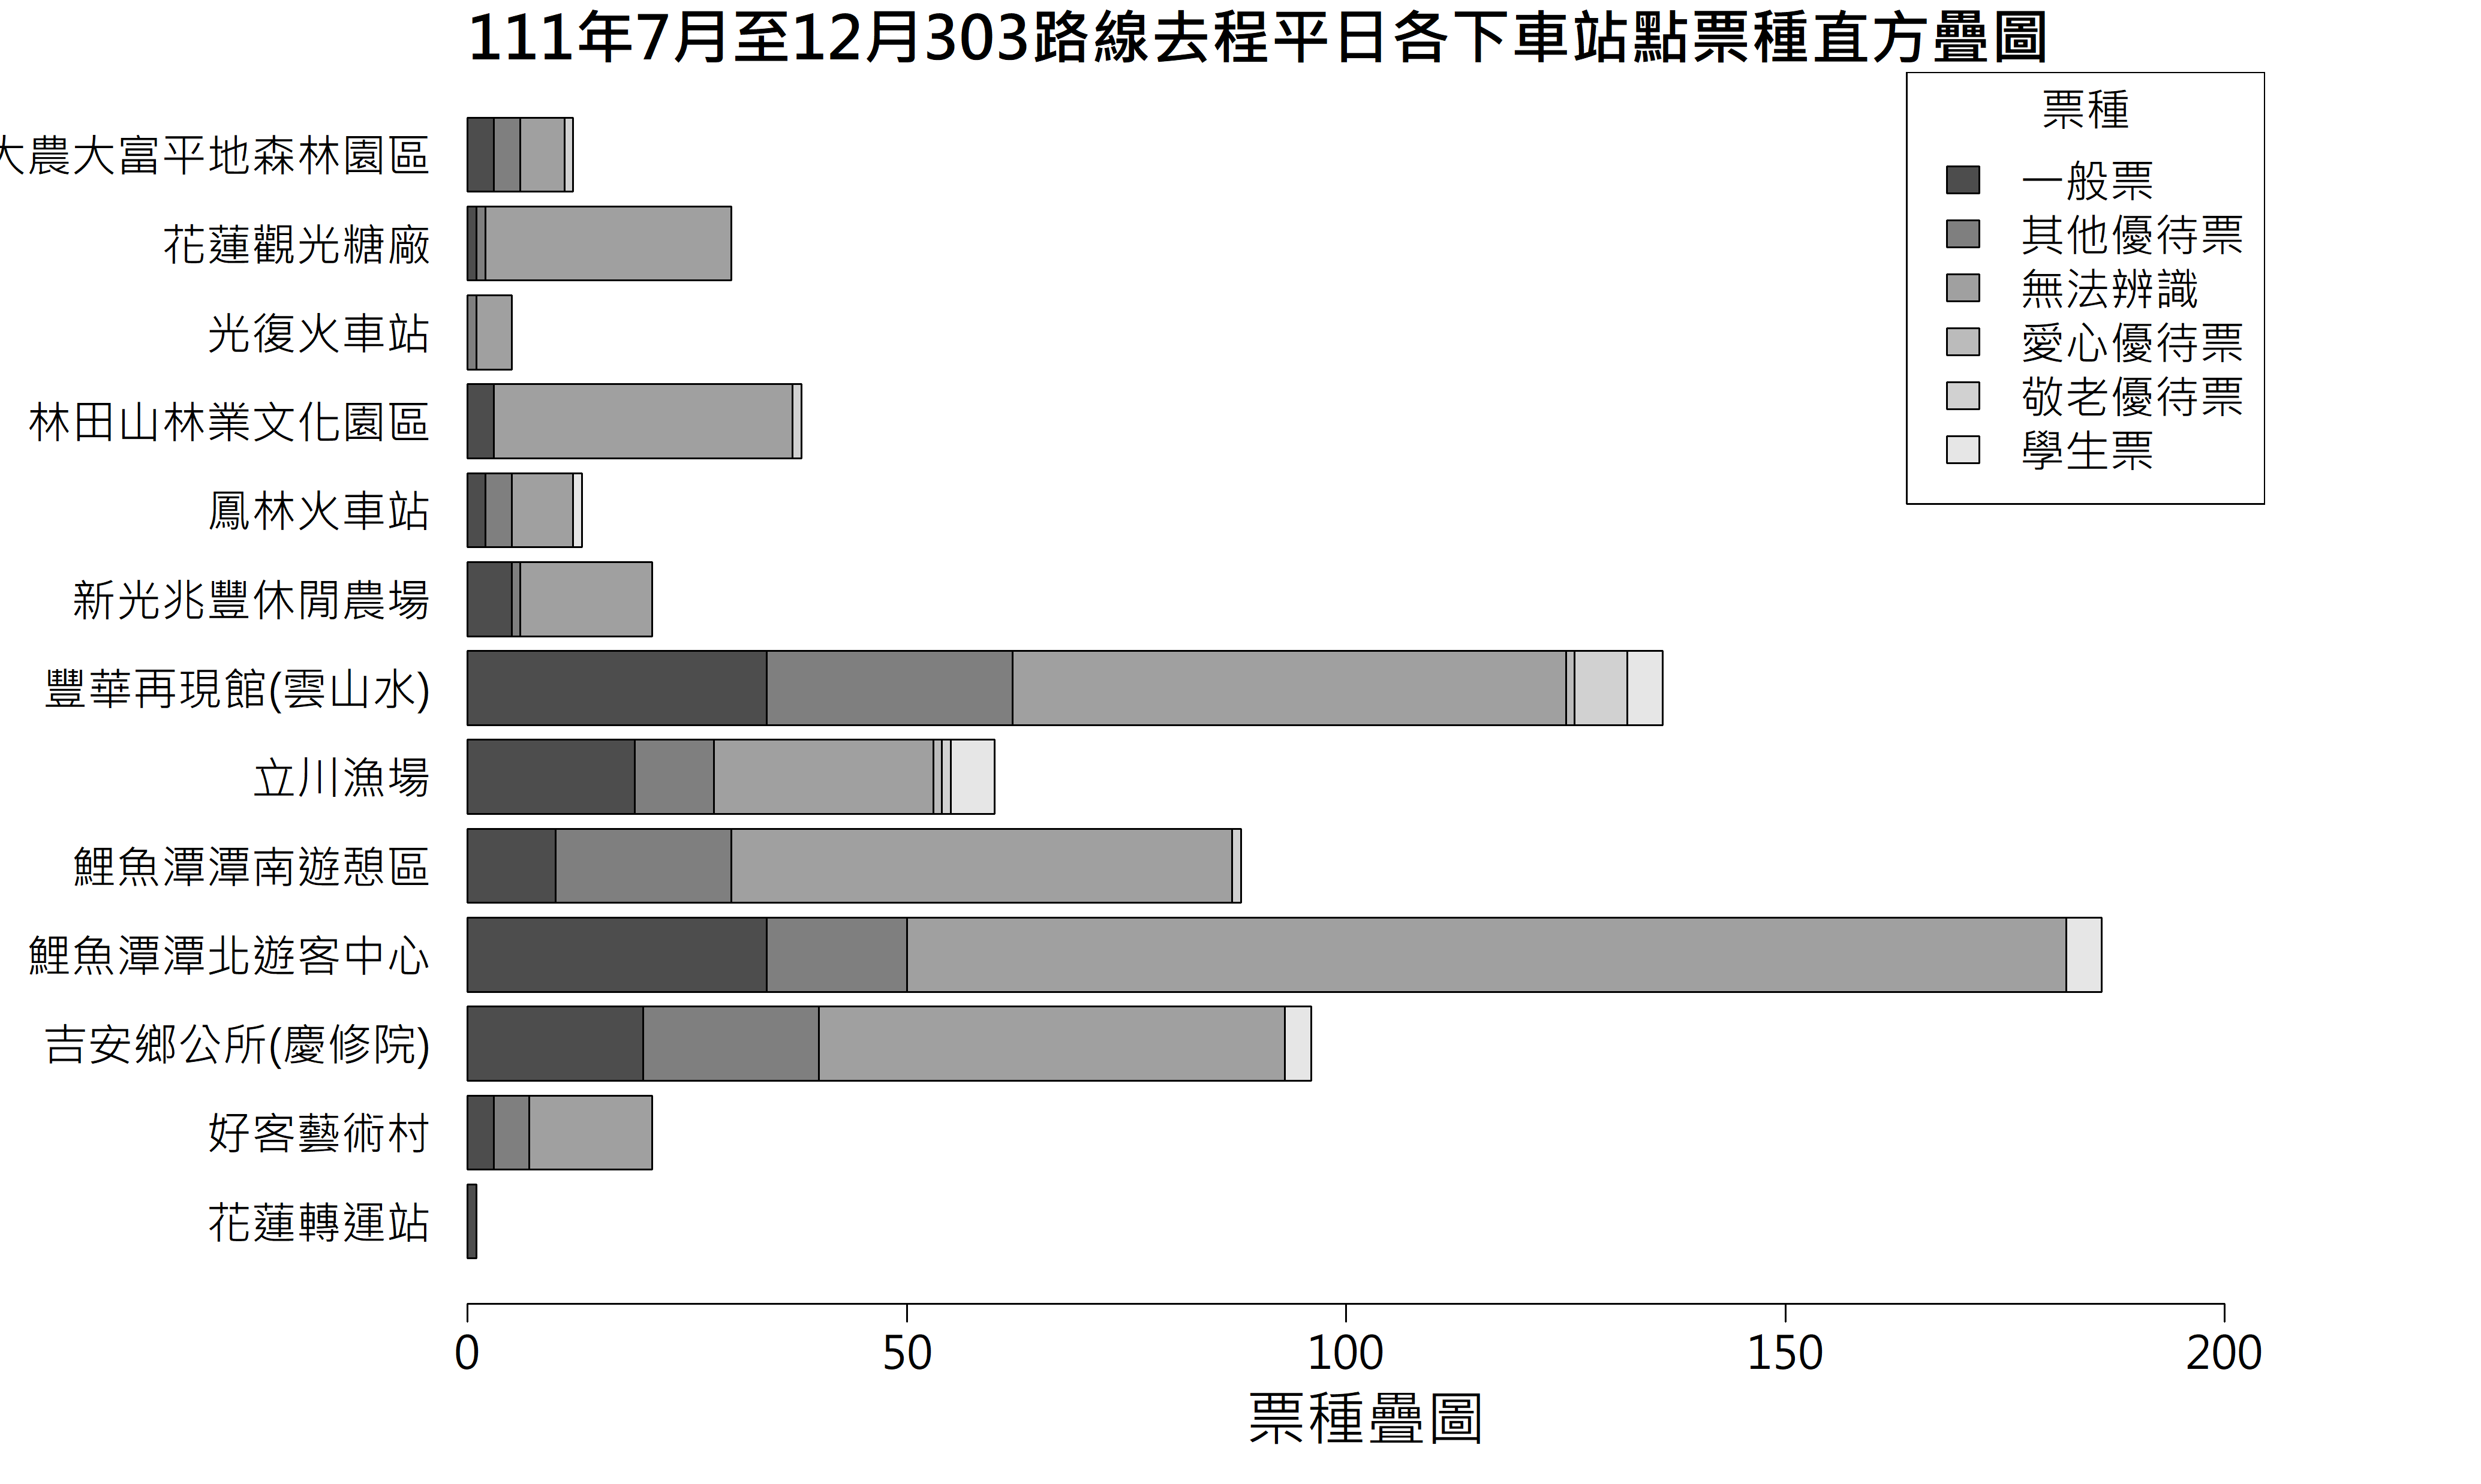 111年7月至12月303路線去程平日各下車站點票種直方疊圖
票種
一般票
其他優待票
無法辨識
愛心優待票
敬老優待票
學生票
大農大富平地森林園區
花蓮觀光糖廠
光復火車站
林田山林業文化園區
鳳林火車站
新光兆豐休閒農場
豐華再現館(雲山水)
立川漁場
鯉魚潭潭南遊憩區
鯉魚潭潭北遊客中心
吉安鄉公所(慶修院)
好客藝術村
花蓮轉運站
0 50 100 150 200
票種疊圖